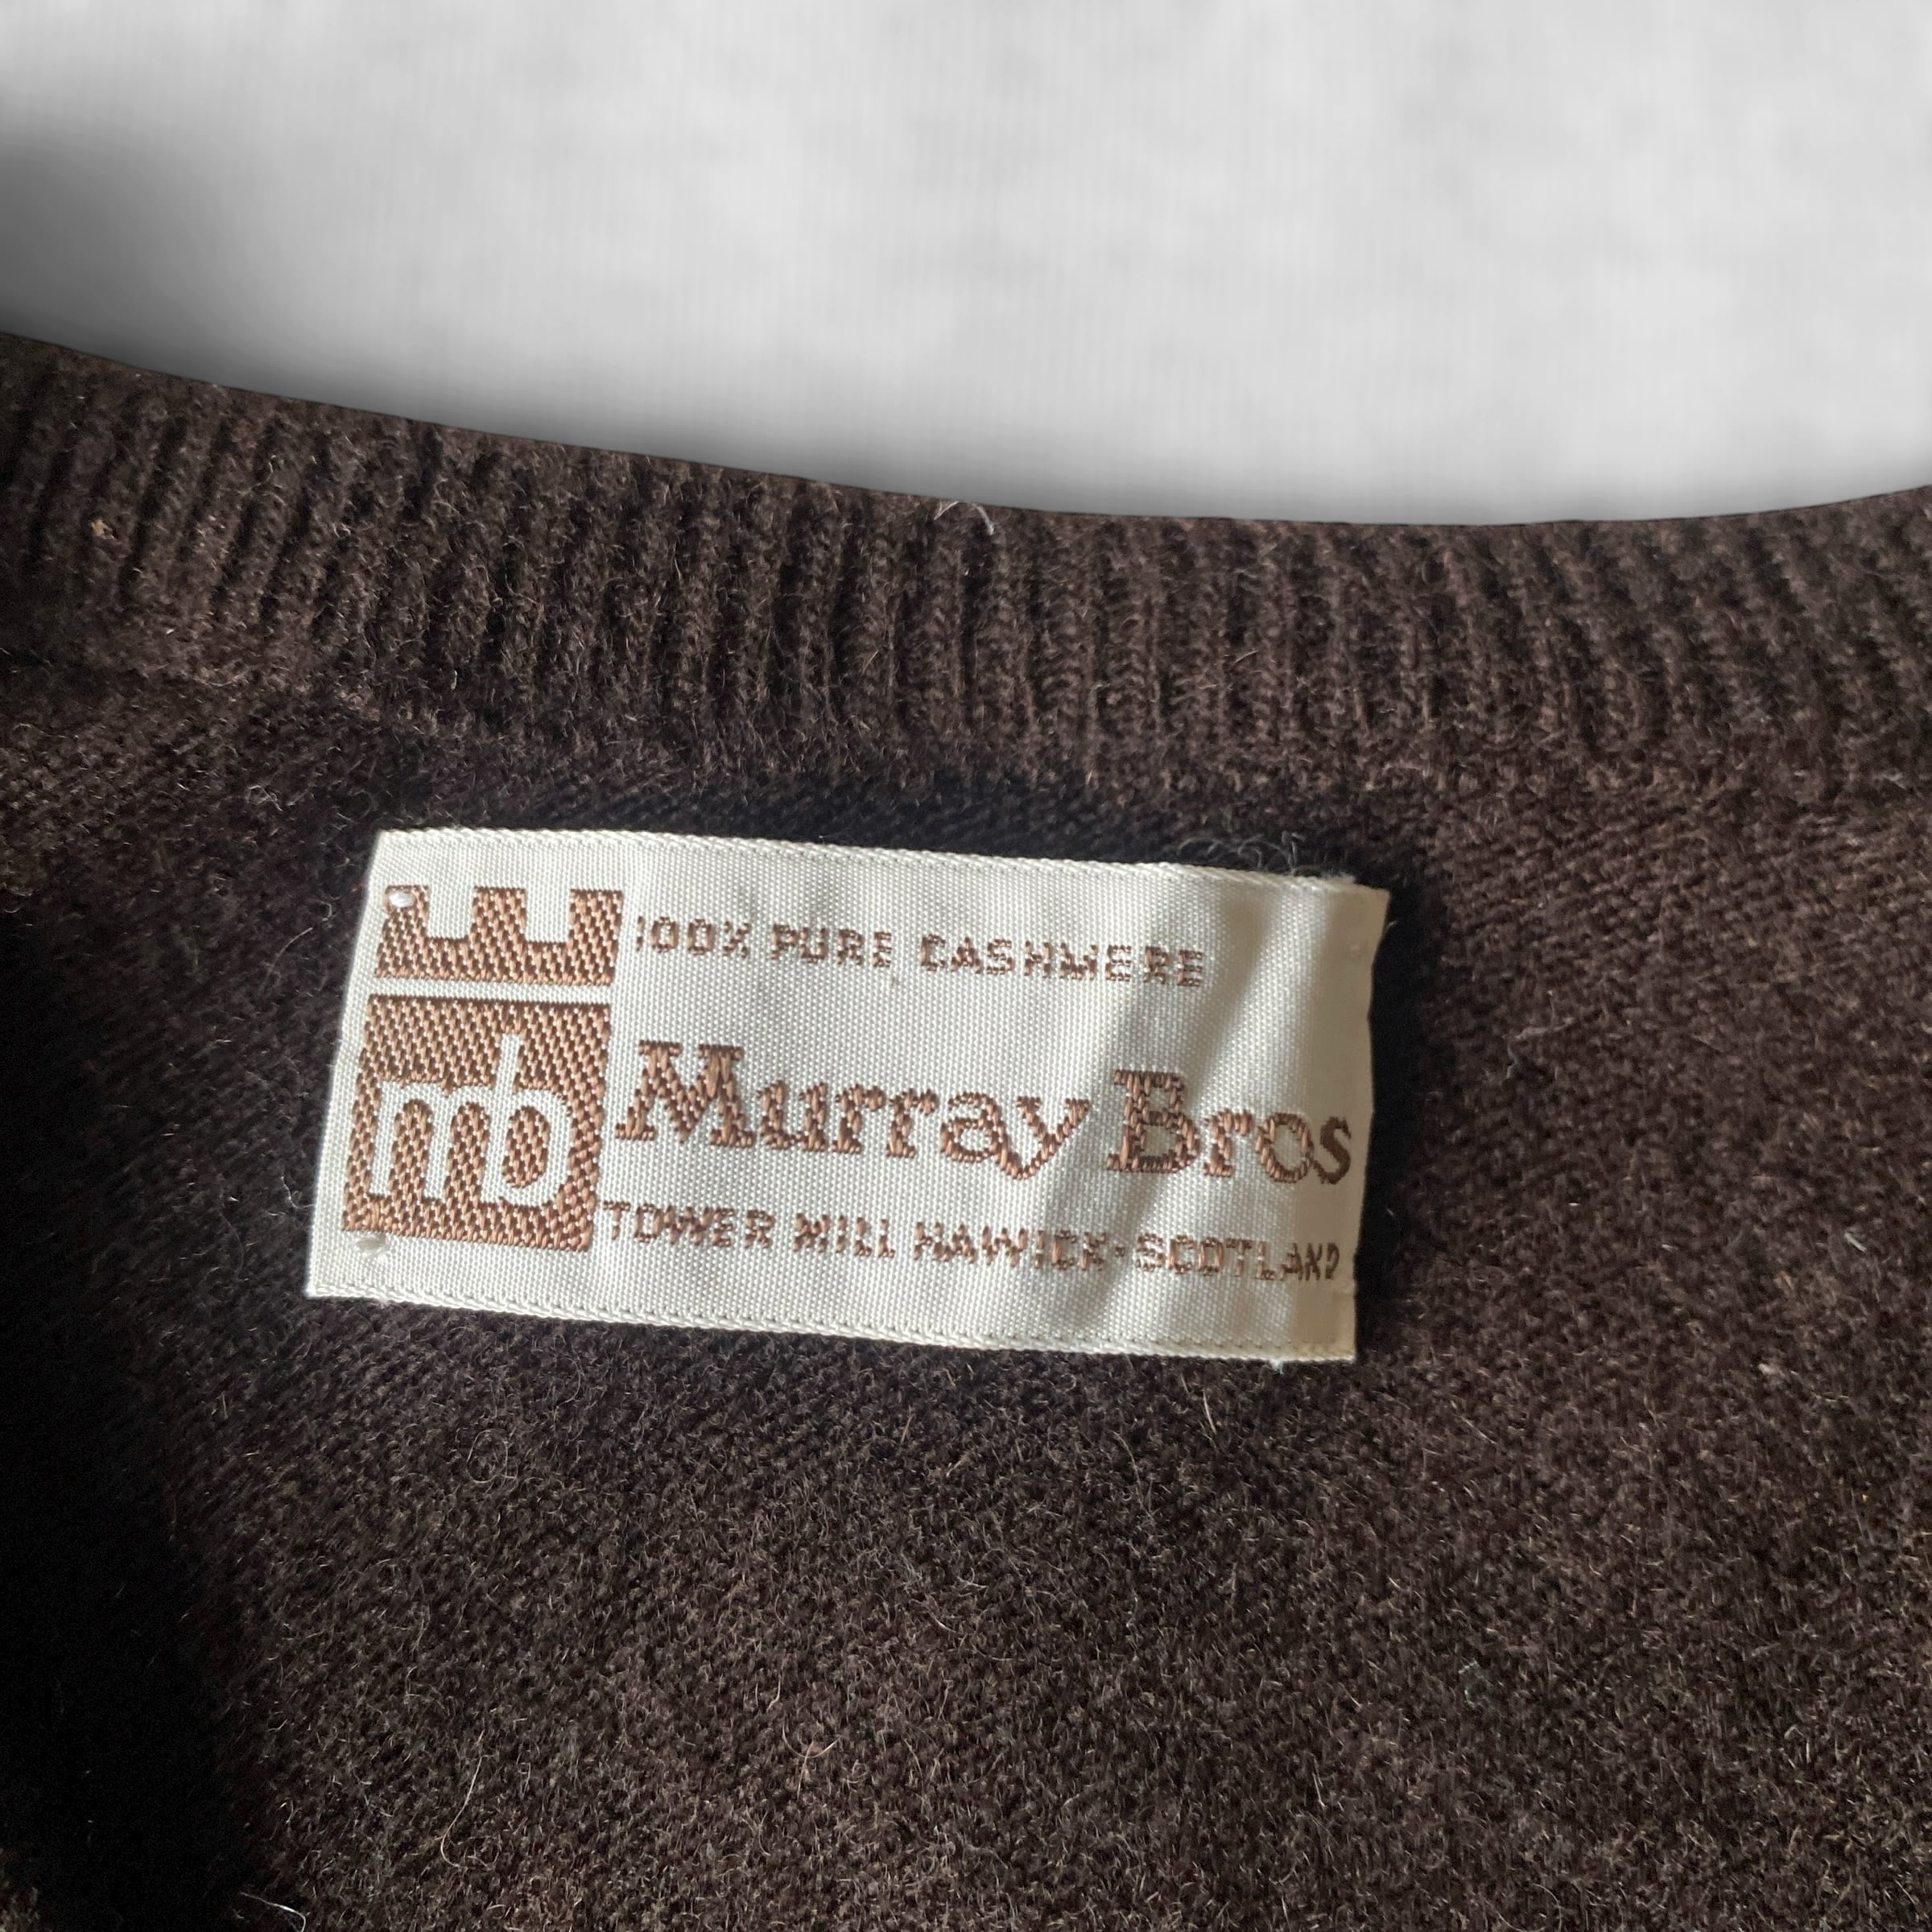 100% PURE CASHMERE
mb
Murray Bros
TOWER MILL HAWICK·SCOTLAND